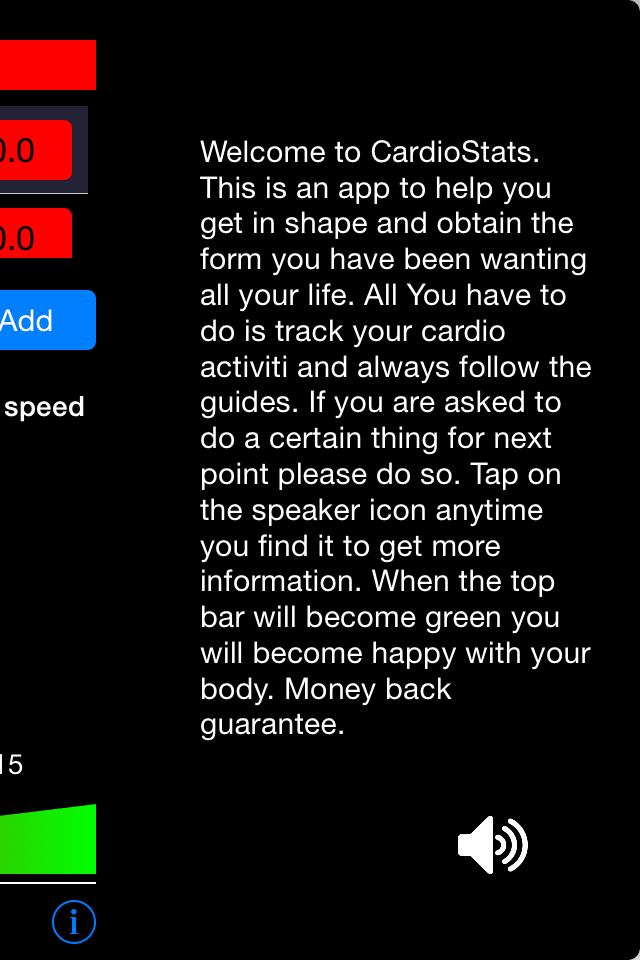 0.0
0.0
Add
speed
15
Welcome to CardioStats.
This is an app to help you
get in shape and obtain the
form you have been wanting
all your life. All You have to
do is track your cardio
activiti and always follow the
guides. If you are asked to
do a certain thing for next
point please do so. Tap on
the speaker icon anytime
you find it to get more
information. When the top
bar will become green you
will become happy with your
body. Money back
guarantee.
i